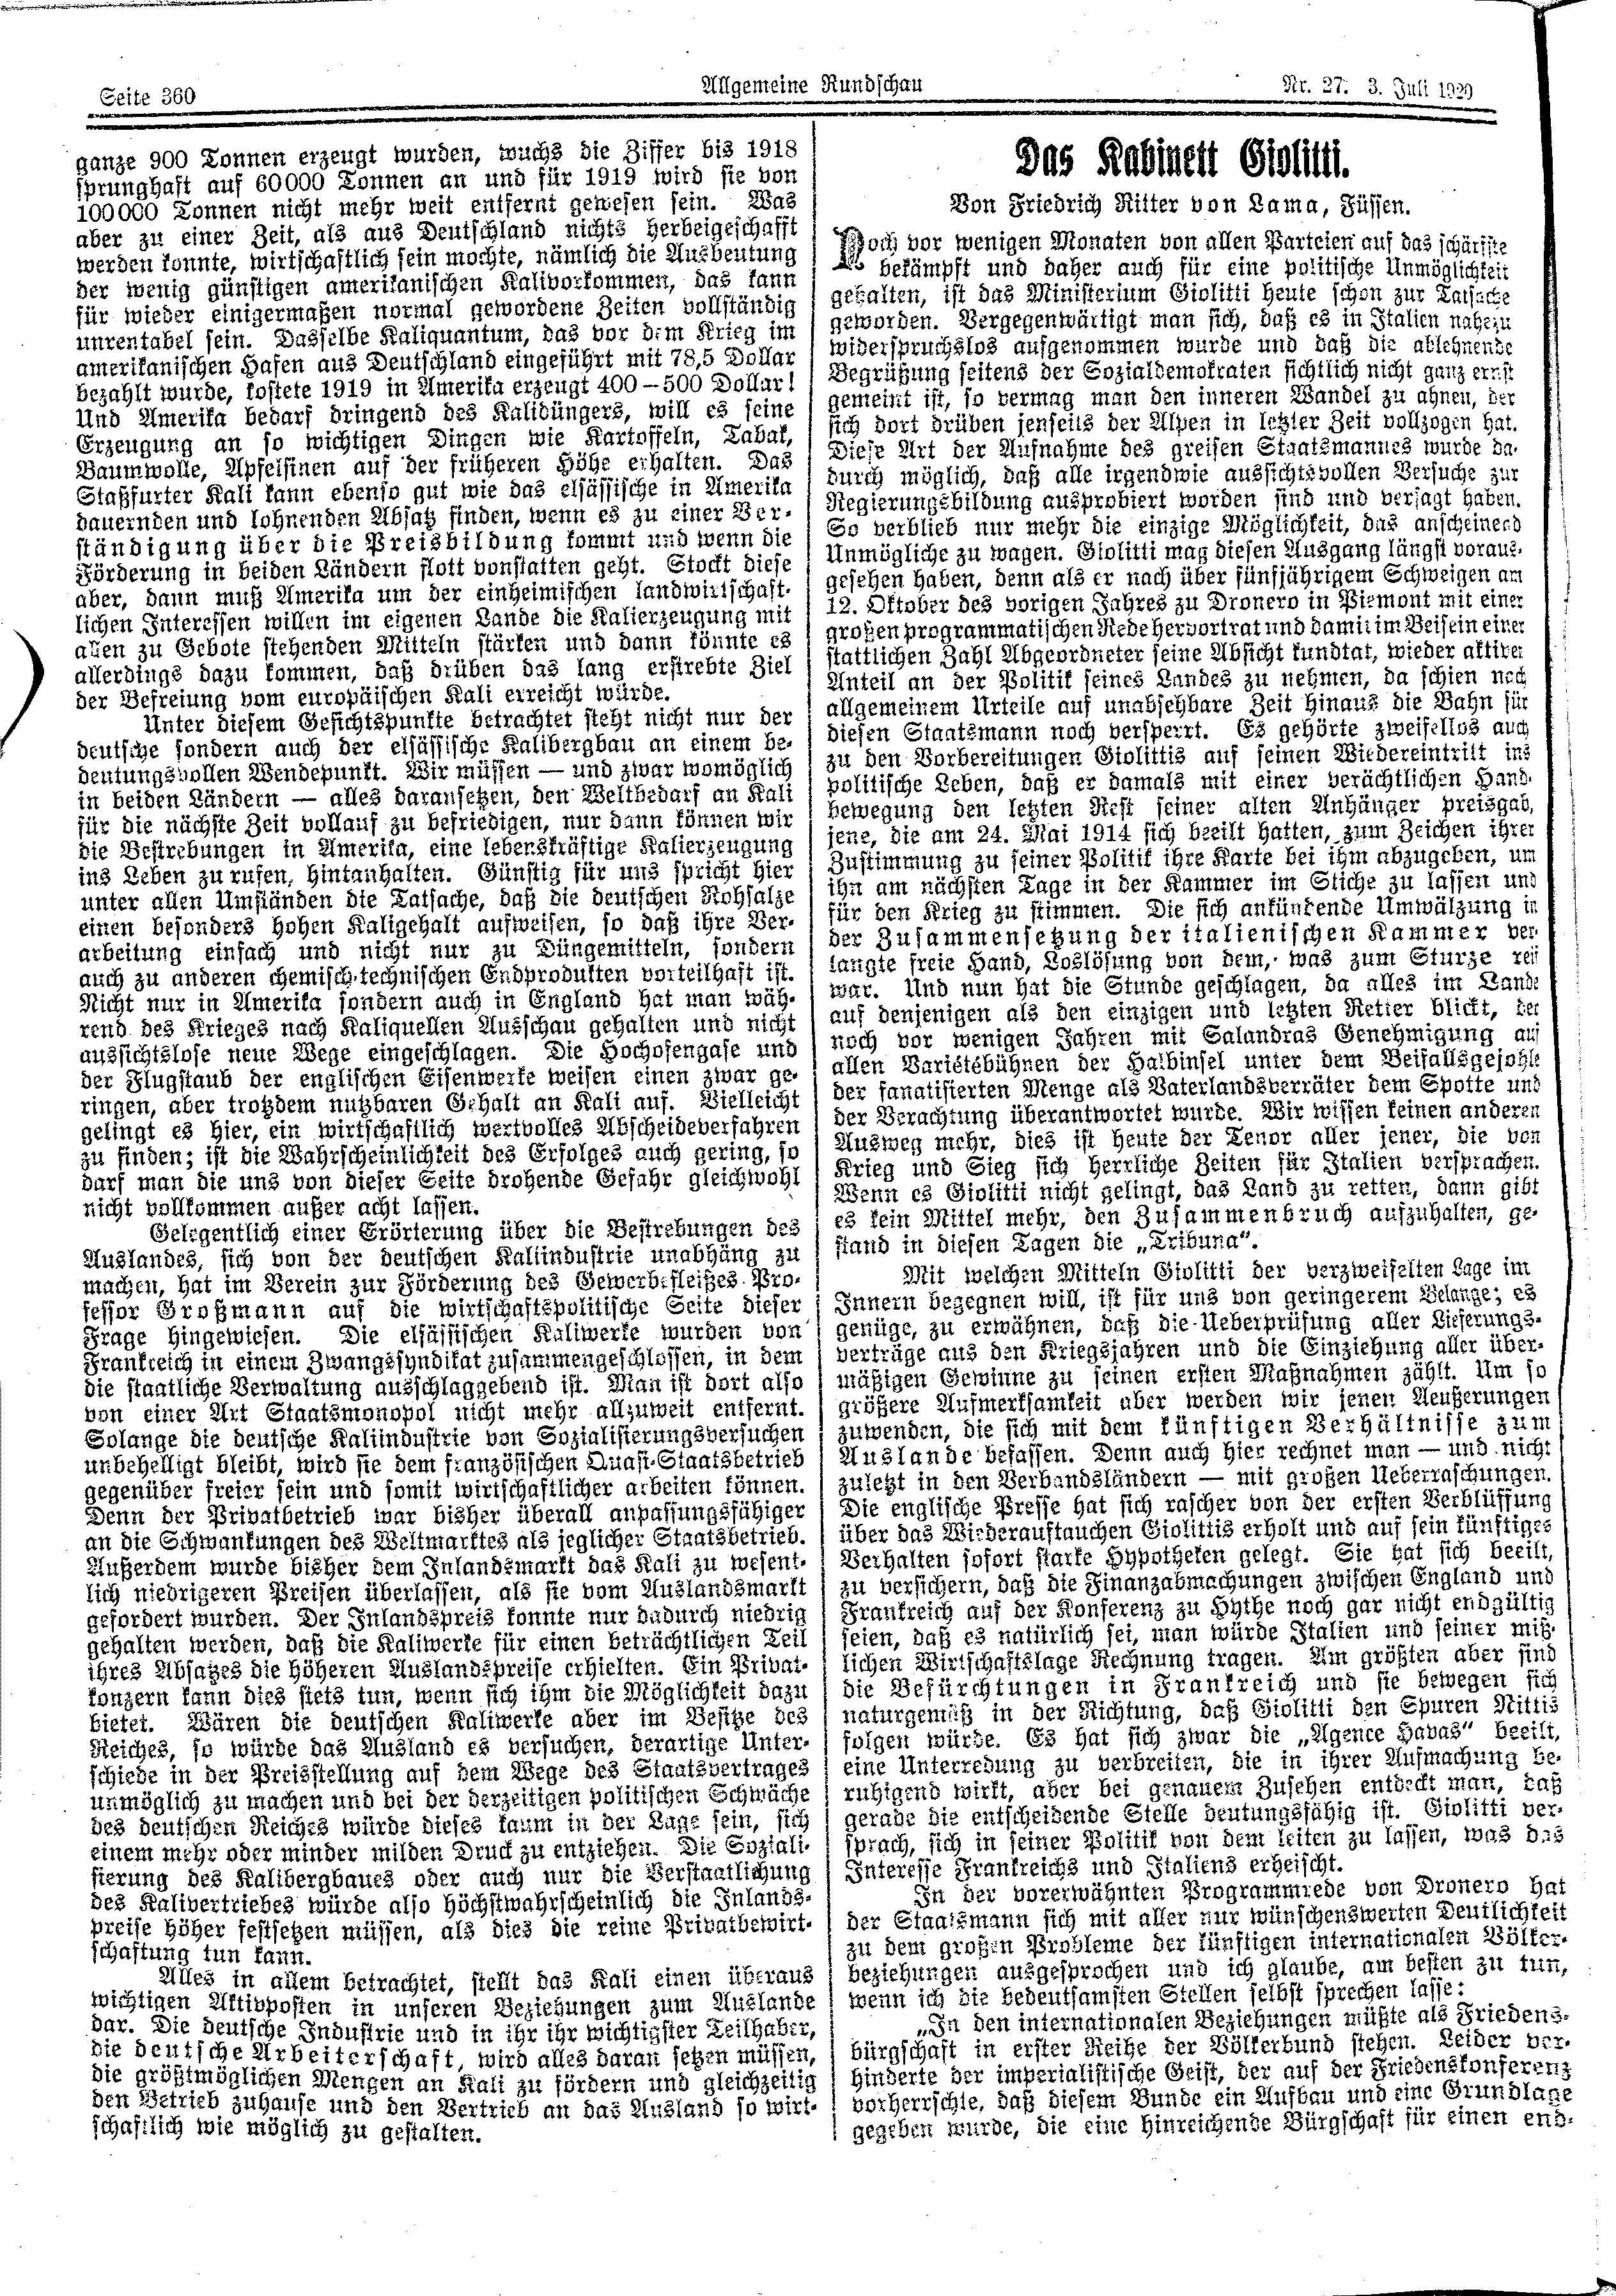 Seite 360
Allgemeine Rundschau
Nr. 27. 3. Juli 1920
ganze 900 Tonnen erzeugt wurden, wuchs die Ziffer bis 1918
sprunghaft auf 60000 Tonnen an und für 1919 wird sie von
100000 Tonnen nicht mehr weit entfernt gewesen sein. Was
aber zu einer Zeit, als aus Deutschland nichts herbeigeschafft
werden konnte, wirtschaftlich sein mochte, nämlich die Ausbeutung
der wenig günstigen amerikanischen Kalivorkommen, das kann
für wieder einigermaßen normal gewordene Zeiten vollständig
unrentabel sein. Dasselbe Kaliquantum, das vor dem Krieg im
amerikanischen Hafen aus Deutschland eingeführt mit 78,5 Dollar
bezahlt wurde, kostete 1919 in Amerika erzeugt 400—500 Dollar!
Und Amerika bedarf dringend des Kalidüngers, will es seine
Erzeugung an so wichtigen Dingen wie Kartoffeln, Tabak,
Baumwolle, Apfelsinen auf der früheren Höhe erhalten. Das
Staßfurter Kali kann ebenso gut wie das elsässische in Amerika
dauernden und lohnenden Absatz finden, wenn es zu einer Ver-
ständigung über die Preisbildung kommt und wenn die
Förderung in beiden Ländern flott vonstatten geht. Stockt diese
aber, dann muß Amerika um der einheimischen landwirtschaft-
lichen Interessen willen im eigenen Lande die Kalierzeugung mit
allen zu Gebote stehenden Mitteln stärken und dann könnte es
allerdings dazu kommen, daß drüben das lang erstrebte Ziel
der Befreiung vom europäischen Kali erreicht würde.
Unter diesem Gesichtspunkte betrachtet steht nicht nur der
deutsche sondern auch der elsässische Kalibergbau an einem be-
deutungsvollen Wendepunkt. Wir müssen — und zwar womöglich
in beiden Ländern — alles daransetzen, den Weltbedarf an Kali
für die nächste Zeit vollauf zu befriedigen, nur dann können wir
die Bestrebungen in Amerika, eine lebenskräftige Kalierzeugung
ins Leben zu rufen, hintanhalten. Günstig für uns spricht hier
unter allen Umständen die Tatsache, daß die deutschen Rohsalze
einen besonders hohen Kaligehalt aufweisen, so daß ihre Ver-
arbeitung einfach und nicht nur zu Düngemitteln, sondern
auch zu anderen chemisch-technischen Endprodukten vorteilhaft ist.
Nicht nur in Amerika sondern auch in England hat man wäh-
rend des Krieges nach Kaliquellen Ausschau gehalten und nicht
aussichtslose neue Wege eingeschlagen. Die Hochofengase und
der Flugstaub der englischen Eisenwerke weisen einen zwar ge-
ringen, aber trotzdem nutzbaren Gehalt an Kali auf. Vielleicht
gelingt es hier, ein wirtschaftlich wertvolles Abscheideverfahren
zu finden; ist die Wahrscheinlichkeit des Erfolges auch gering, so
darf man die uns von dieser Seite drohende Gefahr gleichwohl
nicht vollkommen außer acht lassen.
Gelegentlich einer Erörterung über die Bestrebungen des
Auslandes, sich von der deutschen Kaliindustrie unabhäng zu
machen, hat im Verein zur Förderung des Gewerbefleißes Pro-
fessor Großmann auf die wirtschaftspolitische Seite dieser
Frage hingewiesen. Die elsässischen Kaliwerke wurden von
Frankreich in einem Zwangssyndikat zusammengeschlossen, in dem
die staatliche Verwaltung ausschlaggebend ist. Man ist dort also
von einer Art Staatsmonopol nicht mehr allzuweit entfernt.
Solange die deutsche Kaliindustrie von Sozialisierungsversuchen
unbehelligt bleibt, wird sie dem französischen Quasi-Staatsbetrieb
gegenüber freier sein und somit wirtschaftlicher arbeiten können.
Denn der Privatbetrieb war bisher überall anpassungsfähiger
an die Schwankungen des Weltmarktes als jeglicher Staatsbetrieb.
Außerdem wurde bisher dem Inlandsmarkt das Kali zu wesent-
lich niedrigeren Preisen überlassen, als sie vom Auslandsmarkt
gefordert wurden. Der Inlandspreis konnte nur dadurch niedrig
gehalten werden, daß die Kaliwerke für einen beträchtlichen Teil
ihres Absatzes die höheren Auslandspreise erhielten. Ein Privat-
konzern kann dies stets tun, wenn sich ihm die Möglichkeit dazu
bietet. Wären die deutschen Kaliwerke aber im Besitze des
Reiches, so würde das Ausland es versuchen, derartige Unter-
schiede in der Preisstellung auf dem Wege des Staatsvertrages
unmöglich zu machen und bei der derzeitigen politischen Schwäche
des deutschen Reiches würde dieses kaum in der Lage sein, sich
einem mehr oder minder milden Druck zu entziehen. Die Soziali-
sierung des Kalibergbaues oder auch nur die Verstaatlichung
des Kalivertriebes würde also höchstwahrscheinlich die Inlands-
preise höher festsetzen müssen, als dies die reine Privatbewirt-
schaftung tun kann.
Alles in allem betrachtet, stellt das Kali einen überaus
wichtigen Aktivposten in unseren Beziehungen zum Auslande
dar. Die deutsche Industrie und in ihr ihr wichtigster Teilhaber,
die deutsche Arbeiterschaft, wird alles daran setzen müssen,
die größtmöglichen Mengen an Kali zu fördern und gleichzeitig
den Betrieb zuhause und den Vertrieb an das Ausland so wirt-
schaftlich wie möglich zu gestalten.
Das Kabinett Giolitti.
Von Friedrich Ritter von Lama, Füssen.
Noch vor wenigen Monaten von allen Parteien auf das schärfste
bekämpft und daher auch für eine politische Unmöglichkeit
gehalten, ist das Ministerium Giolitti heute schon zur Tatsache
geworden. Vergegenwärtigt man sich, daß es in Italien nahezu
widerspruchslos aufgenommen wurde und daß die ablehnende
Begrüßung seitens der Sozialdemokraten sichtlich nicht ganz ernst
gemeint ist, so vermag man den inneren Wandel zu ahnen, der
sich dort drüben jenseits der Alpen in letzter Zeit vollzogen hat.
Diese Art der Aufnahme des greisen Staatsmannes wurde da-
durch möglich, daß alle irgendwie aussichtsvollen Versuche zur
Regierungsbildung ausprobiert worden sind und versagt haben.
So verblieb nur mehr die einzige Möglichkeit, das anscheinend
Unmögliche zu wagen. Giolitti mag diesen Ausgang längst voraus-
gesehen haben, denn als er nach über fünfjährigem Schweigen am
12. Oktober des vorigen Jahres zu Dronero in Piemont mit einer
großen programmatischen Rede hervortrat und damit im Beisein einer
stattlichen Zahl Abgeordneter seine Absicht kundtat, wieder aktiven
Anteil an der Politik seines Landes zu nehmen, da schien nach
allgemeinem Urteile auf unabsehbare Zeit hinaus die Bahn für
diesen Staatsmann noch versperrt. Es gehörte zweifellos auch
zu den Vorbereitungen Giolittis auf seinen Wiedereintritt ins
politische Leben, daß er damals mit einer verächtlichen Hand-
bewegung den letzten Rest seiner alten Anhänger preisgab,
jene, die am 24. Mai 1914 sich beeilt hatten, zum Zeichen ihrer
Zustimmung zu seiner Politik ihre Karte bei ihm abzugeben, um
ihn am nächsten Tage in der Kammer im Stiche zu lassen und
für den Krieg zu stimmen. Die sich ankündende Umwälzung in
der Zusammensetzung der italienischen Kammer ver-
langte freie Hand, Loslösung von dem, was zum Sturze reif
war. Und nun hat die Stunde geschlagen, da alles im Lande
auf denjenigen als den einzigen und letzten Retter blickt, der
noch vor wenigen Jahren mit Salandras Genehmigung auf
allen Variétébühnen der Halbinsel unter dem Beifallsgejohle
der fanatisierten Menge als Vaterlandsverräter dem Spotte und
der Verachtung überantwortet wurde. Wir wissen keinen anderen
Ausweg mehr, dies ist heute der Tenor aller jener, die von
Krieg und Sieg sich herrliche Zeiten für Italien versprachen.
Wenn es Giolitti nicht gelingt, das Land zu retten, dann gibt
es kein Mittel mehr, den Zusammenbruch aufzuhalten, ge-
stand in diesen Tagen die „Tribuna“.
Mit welchen Mitteln Giolitti der verzweifelten Lage im
Innern begegnen will, ist für uns von geringerem Belange; es
genüge, zu erwähnen, daß die Ueberprüfung aller Lieferungs-
verträge aus den Kriegsjahren und die Einziehung aller über-
mäßigen Gewinne zu seinen ersten Maßnahmen zählt. Um so
größere Aufmerksamkeit aber werden wir jenen Aeußerungen
zuwenden, die sich mit dem künftigen Verhältnisse zum
Auslande befassen. Denn auch hier rechnet man — und nicht
zuletzt in den Verbandsländern — mit großen Ueberraschungen.
Die englische Presse hat sich rascher von der ersten Verblüffung
über das Wiederauftauchen Giolittis erholt und auf sein künftiges
Verhalten sofort starke Hypotheken gelegt. Sie hat sich beeilt,
zu versichern, daß die Finanzabmachungen zwischen England und
Frankreich auf der Konferenz zu Hythe noch gar nicht endgültig
seien, daß es natürlich sei, man würde Italien und seiner miß-
lichen Wirtschaftslage Rechnung tragen. Am größten aber sind
die Befürchtungen in Frankreich und sie bewegen sich
naturgemäß in der Richtung, daß Giolitti den Spuren Nittis
folgen würde. Es hat sich zwar die „Agence Havas“ beeilt,
eine Unterredung zu verbreiten, die in ihrer Aufmachung be-
ruhigend wirkt, aber bei genauem Zusehen entdeckt man, daß
gerade die entscheidende Stelle deutungsfähig ist. Giolitti ver-
sprach, sich in seiner Politik von dem leiten zu lassen, was das
Interesse Frankreichs und Italiens erheischt.
In der vorerwähnten Programmrede von Dronero hat
der Staatsmann sich mit aller nur wünschenswerten Deutlichkeit
zu dem großen Probleme der künftigen internationalen Völker-
beziehungen ausgesprochen und ich glaube, am besten zu tun,
wenn ich die bedeutsamsten Stellen selbst sprechen lasse:
„In den internationalen Beziehungen müßte als Friedens-
bürgschaft in erster Reihe der Völkerbund stehen. Leider ver-
hinderte der imperialistische Geist, der auf der Friedenskonferenz
vorherrschte, daß diesem Bunde ein Aufbau und eine Grundlage
gegeben wurde, die eine hinreichende Bürgschaft für einen end-